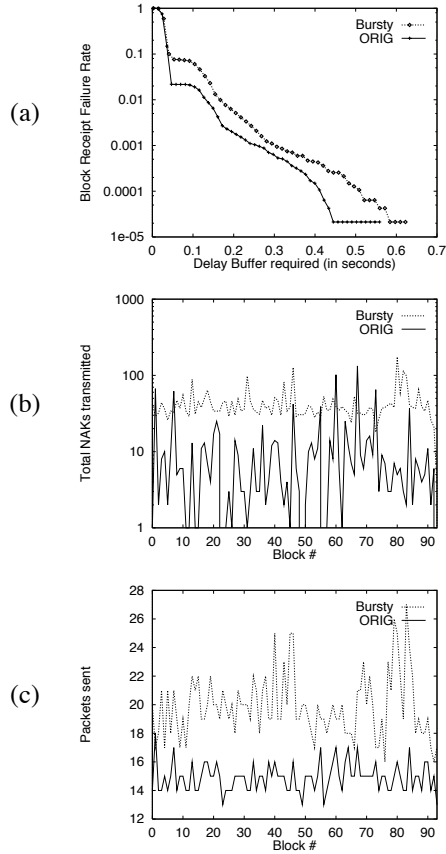 (a)
Block Receipt Failure Rate
1
0.1
0.01
0.001
0.0001
1e-05
Bursty
ORIG
0 0.1 0.2 0.3 0.4 0.5 0.6 0.7
Delay Buffer required (in seconds)
(b)
Total NAKs transmitted
1000
100
10
1
Bursty
ORIG
0 10 20 30 40 50 60 70 80 90
Block #
(c)
Packets sent
28
26
24
22
20
18
16
14
12
Bursty
ORIG
0 10 20 30 40 50 60 70 80 90
Block #